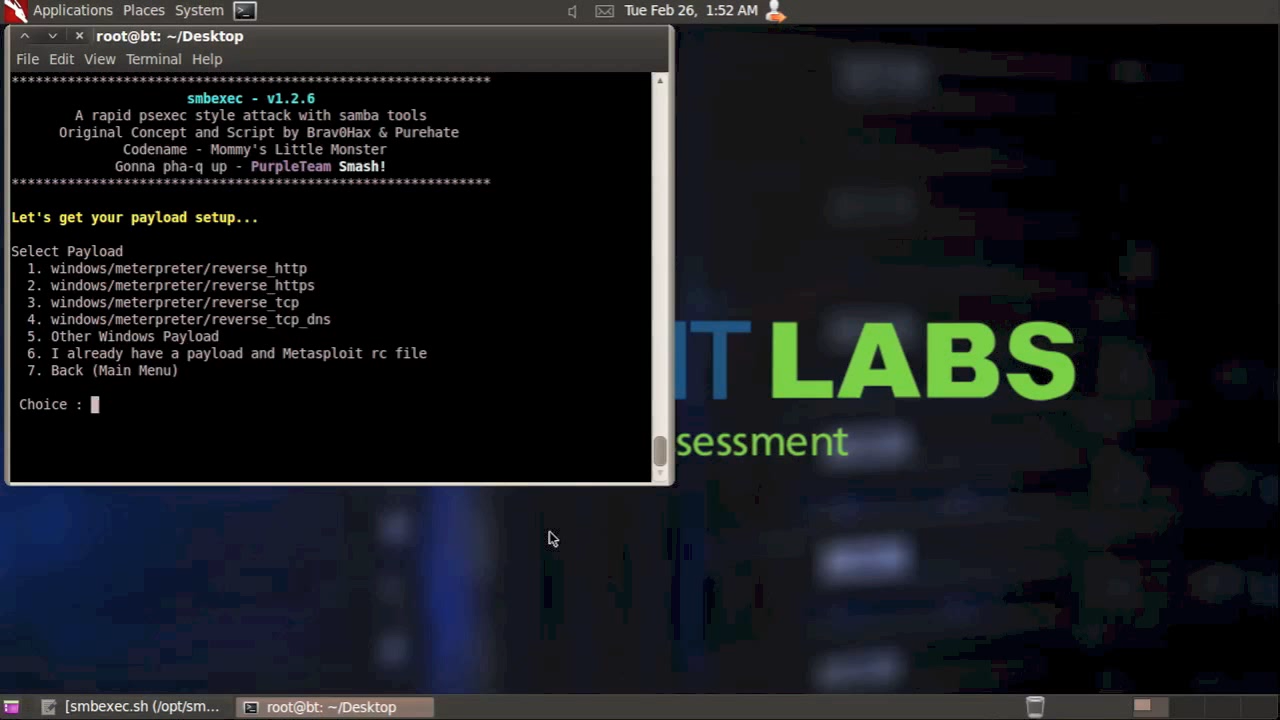 Applications Places System
Tue Feb 26, 1:52 AM
root@bt: ~/Desktop
File Edit View Terminal Help
************************************************************
smbexec - v1.2.6
A rapid psexec style attack with samba tools
Original Concept and Script by Brav0Hax & Purehate
Codename - Mommy's Little Monster
Gonna pha-q up - PurpleTeam Smash!
************************************************************
Let's get your payload setup...
Select Payload
1. windows/meterpreter/reverse_http
2. windows/meterpreter/reverse_https
3. windows/meterpreter/reverse_tcp
4. windows/meterpreter/reverse_tcp_dns
5. Other Windows Payload
6. I already have a payload and Metasploit rc file
7. Back (Main Menu)
Choice :
IT LABS
sessment
[smbexec.sh (/opt/sm...
root@bt: ~/Desktop